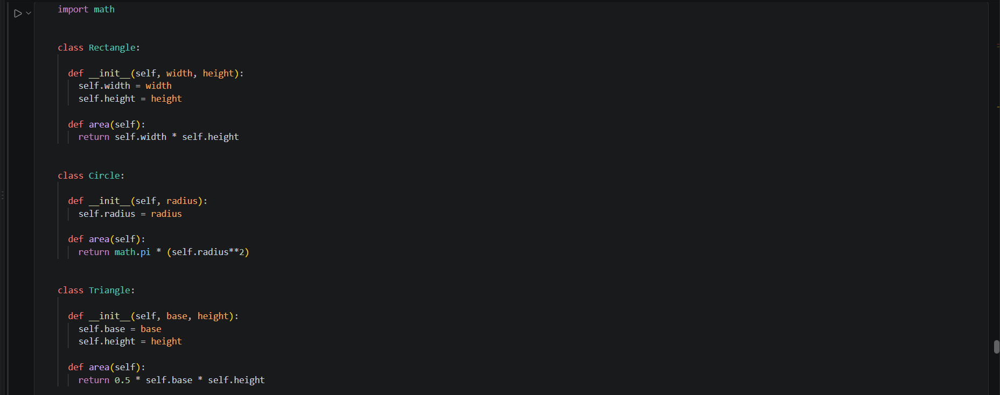 import math
class Rectangle:
def __init__(self, width, height):
self.width = width
self.height = height
def area(self):
return self.width * self.height
class Circle:
def __init__(self, radius):
self.radius = radius
def area(self):
return math.pi * (self.radius**2)
class Triangle:
def __init__(self, base, height):
self.base = base
self.height = height
def area(self):
return 0.5 * self.base * self.height